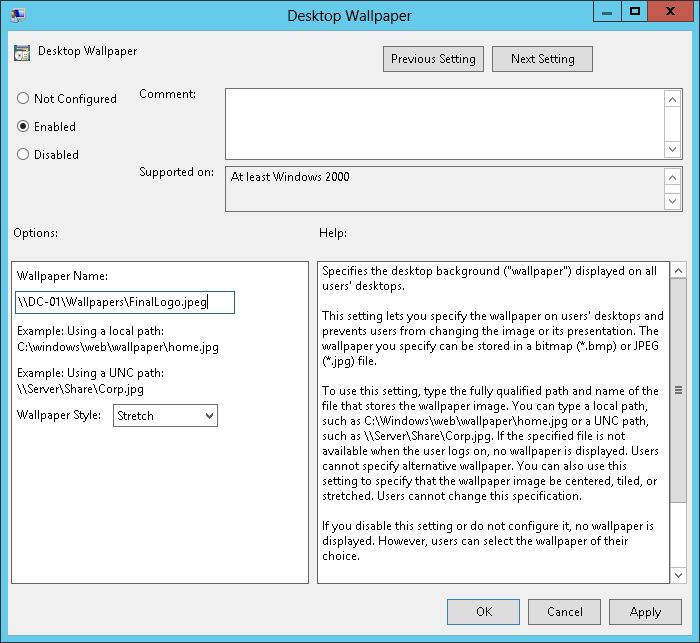 Desktop Wallpaper
Desktop Wallpaper
Previous Setting
Next Setting
Not Configured
Enabled
Disabled
Comment:
Supported on:
At least Windows 2000
Options:
Help:
Wallpaper Name:
\\DC-01\Wallpapers\FinalLogo.jpeg
Example: Using a local path:
C:\windows\web\wallpaper\home.jpg
Example: Using a UNC path:
\\Server\Share\Corp.jpg
Wallpaper Style:
Stretch
Specifies the desktop background ("wallpaper") displayed on all
users' desktops.
This setting lets you specify the wallpaper on users' desktops and
prevents users from changing the image or its presentation. The
wallpaper you specify can be stored in a bitmap (*.bmp) or JPEG
(*.jpg) file.
To use this setting, type the fully qualified path and name of the
file that stores the wallpaper image. You can type a local path,
such as C:\Windows\web\wallpaper\home.jpg or a UNC path,
such as \\Server\Share\Corp.jpg. If the specified file is not
available when the user logs on, no wallpaper is displayed. Users
cannot specify alternative wallpaper. You can also use this
setting to specify that the wallpaper image be centered, tiled, or
stretched. Users cannot change this specification.
If you disable this setting or do not configure it, no wallpaper is
displayed. However, users can select the wallpaper of their
choice.
OK
Cancel
Apply